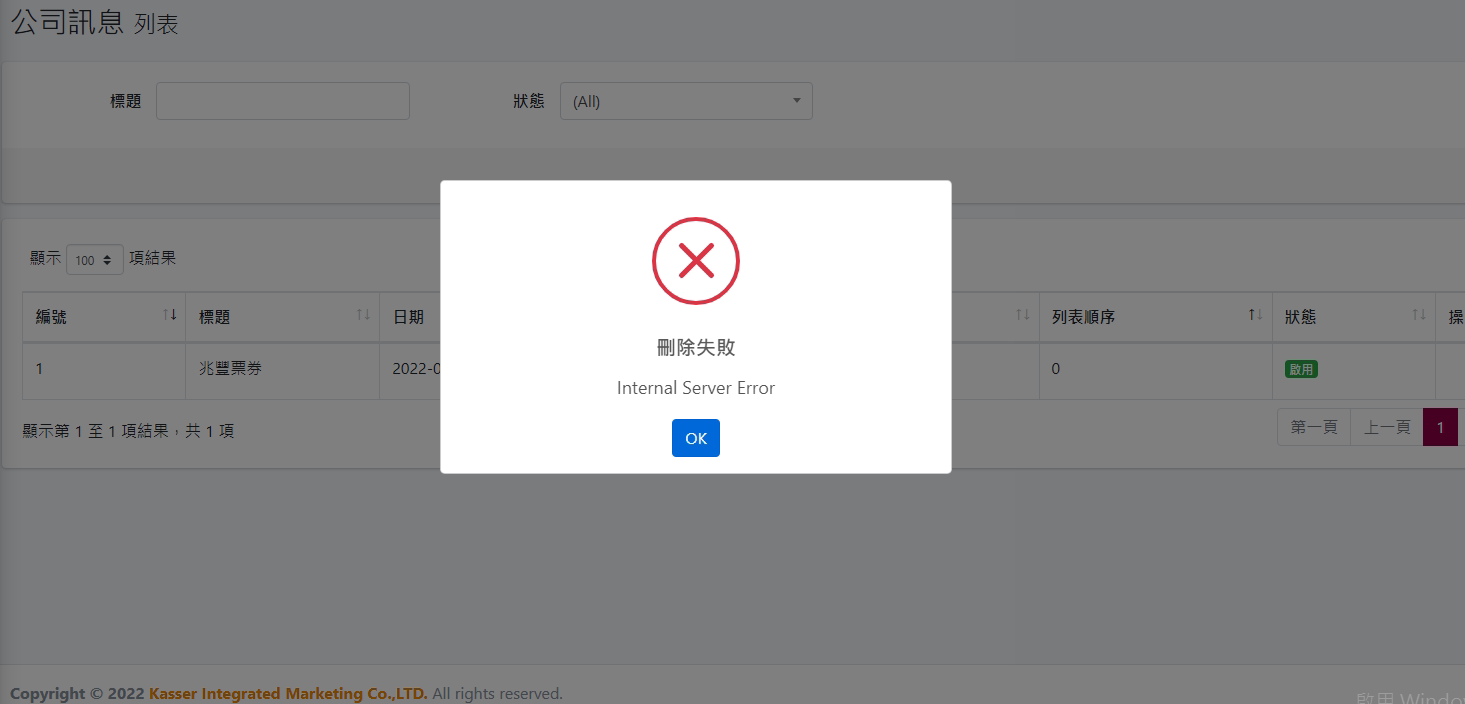 公司訊息 列表
標題
狀態 (All)
顯示 100 項結果
編號 標題 日期 列表順序 狀態
1 兆豐票券 2022-0 0 啟用
顯示第 1 至 1 項結果，共 1 項
第一頁 上一頁 1
刪除失敗
Internal Server Error
OK
Copyright © 2022 Kasser Integrated Marketing Co.,LTD. All rights reserved.
啟用 Windo